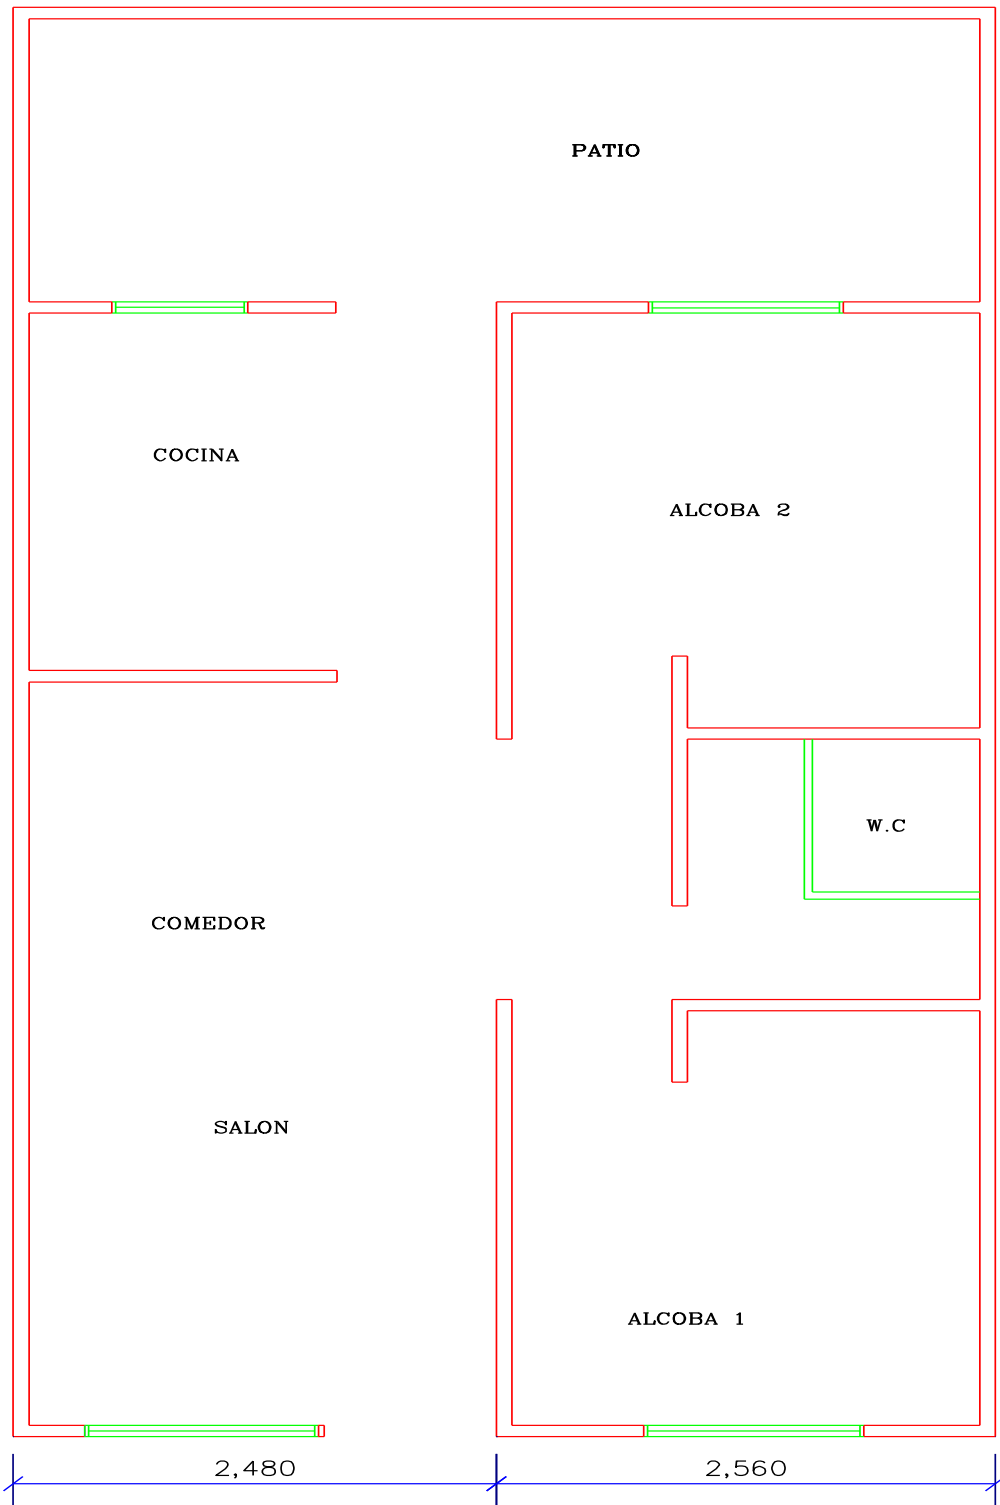 PATIO
COCINA
ALCOBA 2
W.C
COMEDOR
SALON
ALCOBA 1
2,480
2,560